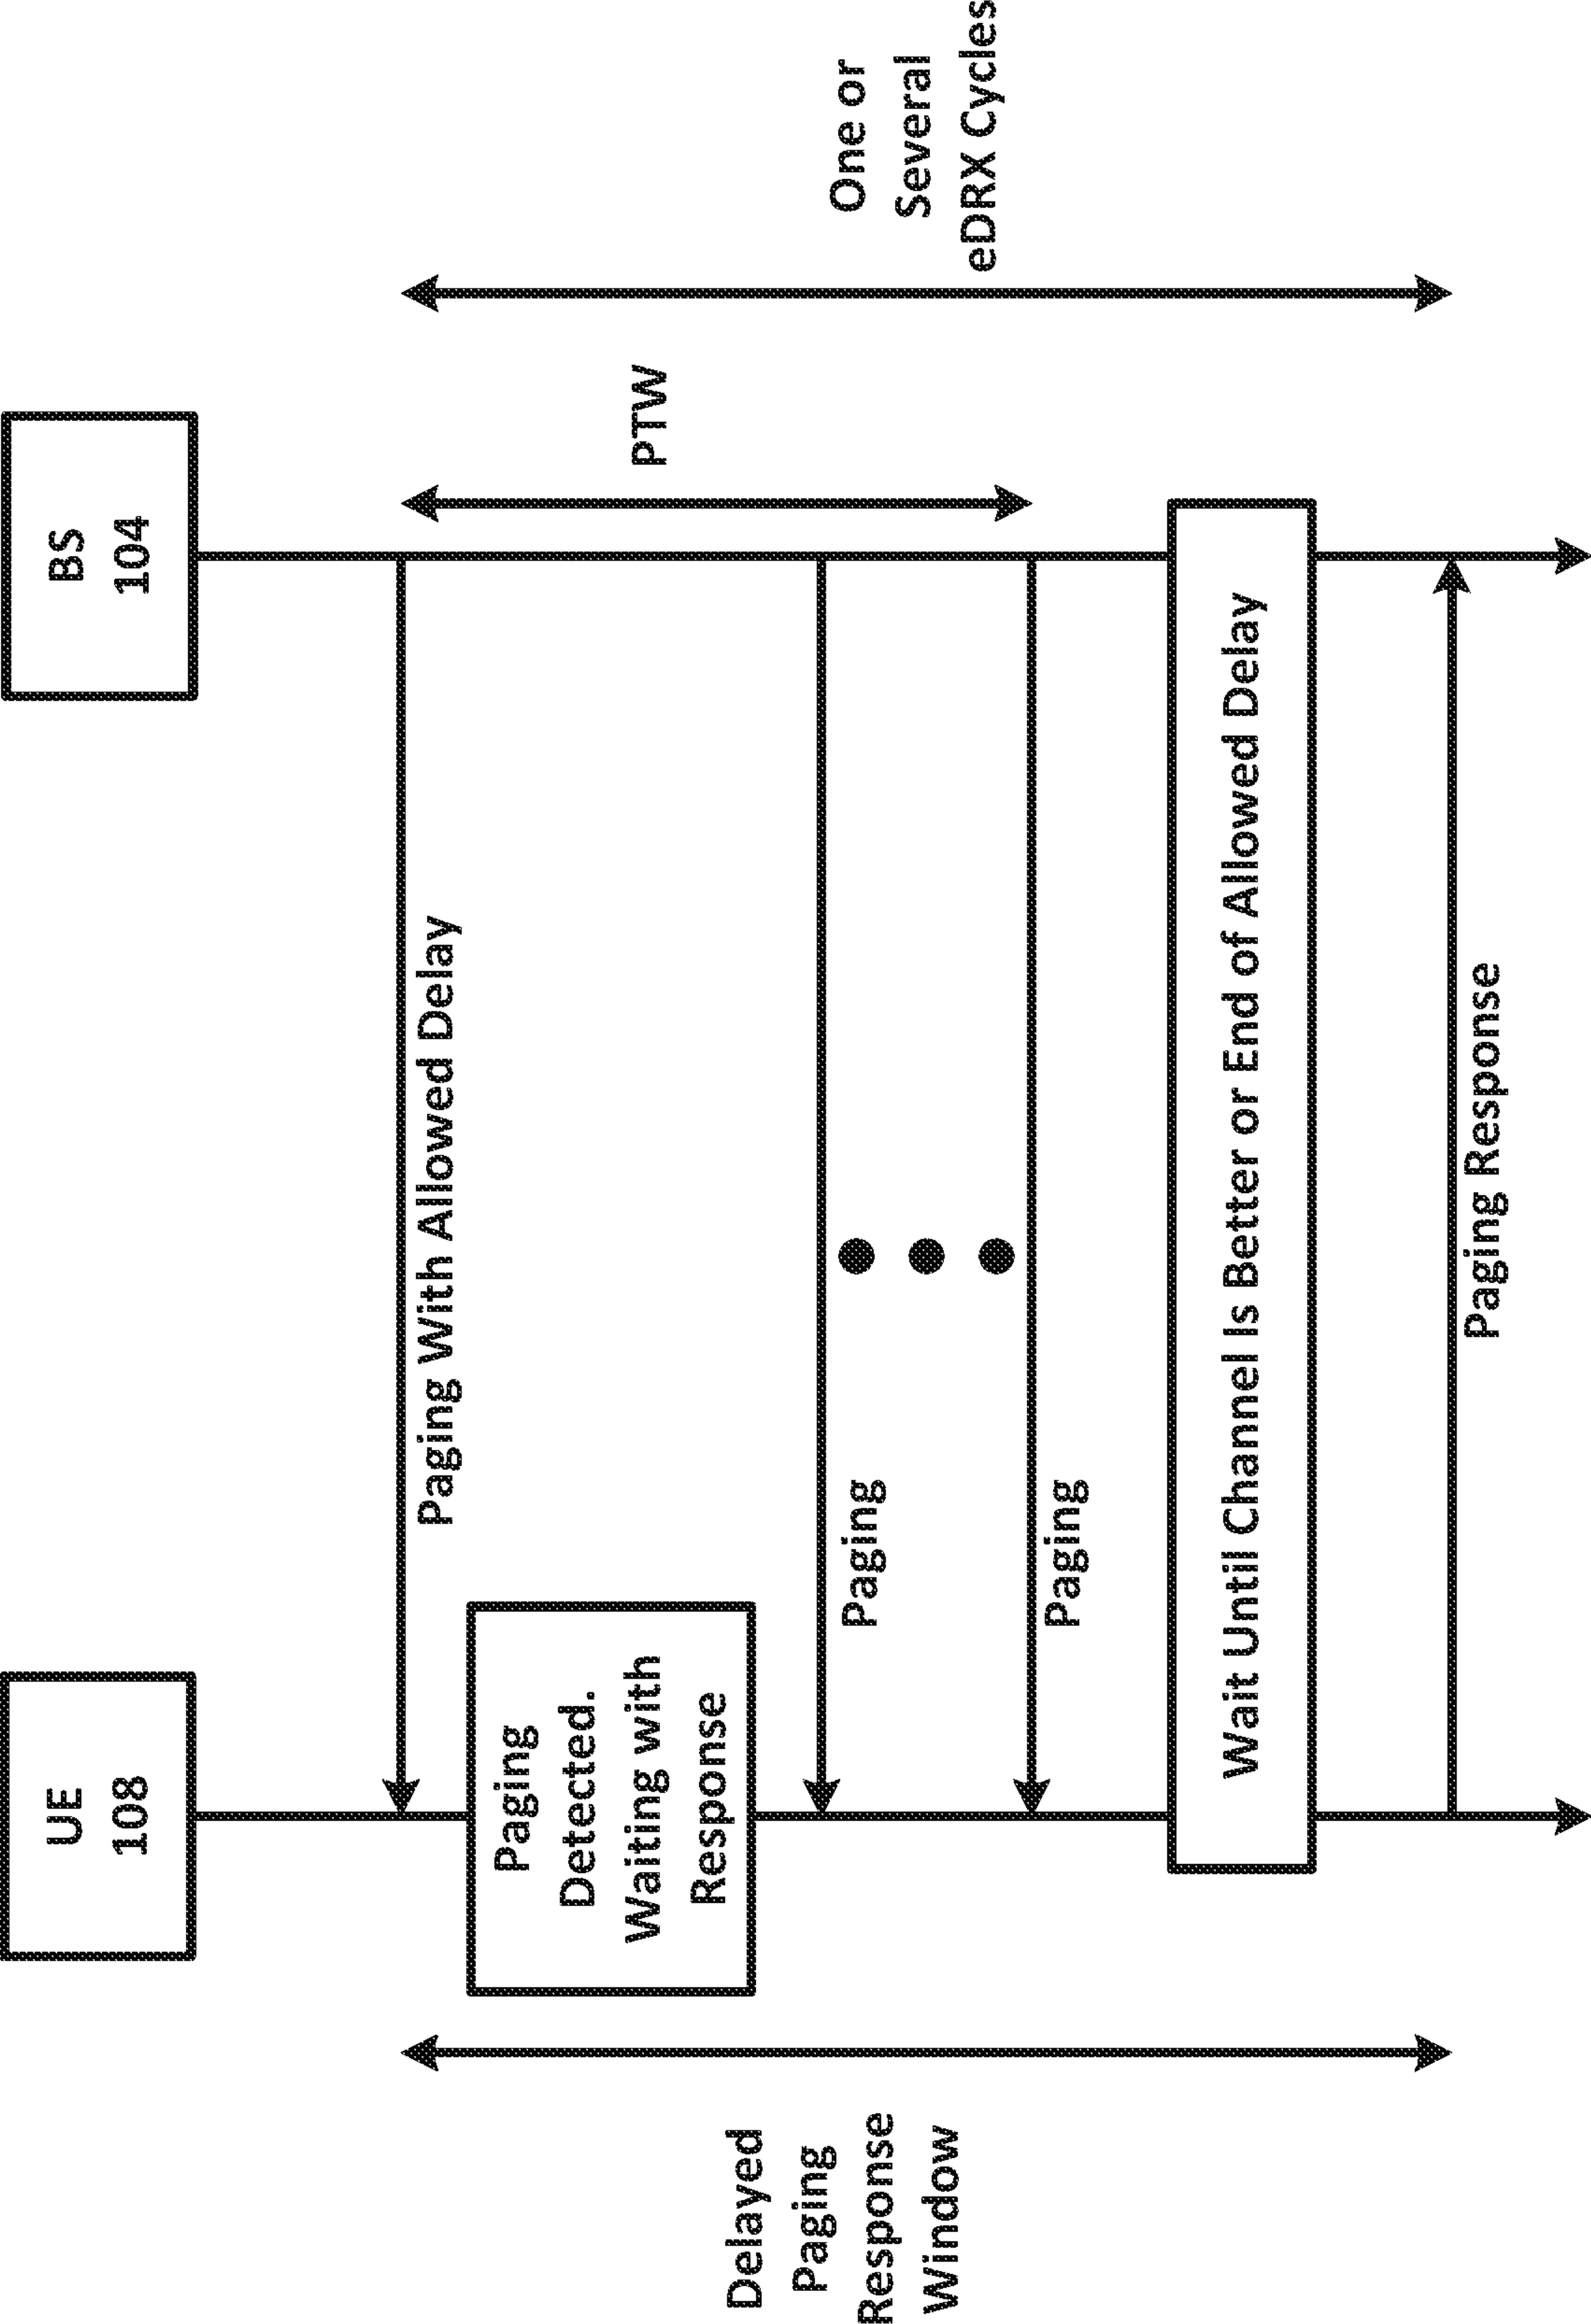 UE
108
BS
104
Paging With Allowed Delay
Paging
Detected.
Waiting with
Response
PTW
Paging
Paging
Delayed
Paging
Response
Window
One or
Several
eDRX Cycles
Wait Until Channel Is Better or End of Allowed Delay
Paging Response